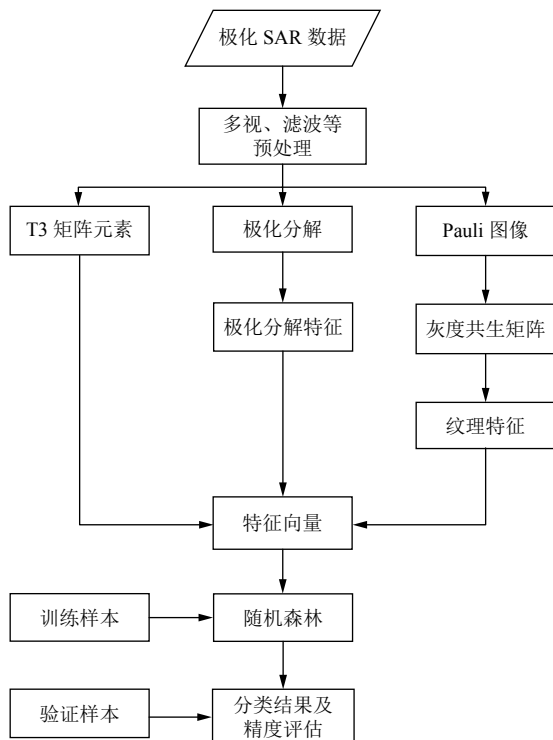 极化 SAR 数据
多视、滤波等
预处理
T3 矩阵元素
极化分解
Pauli 图像
极化分解特征
灰度共生矩阵
纹理特征
特征向量
训练样本
随机森林
验证样本
分类结果及
精度评估